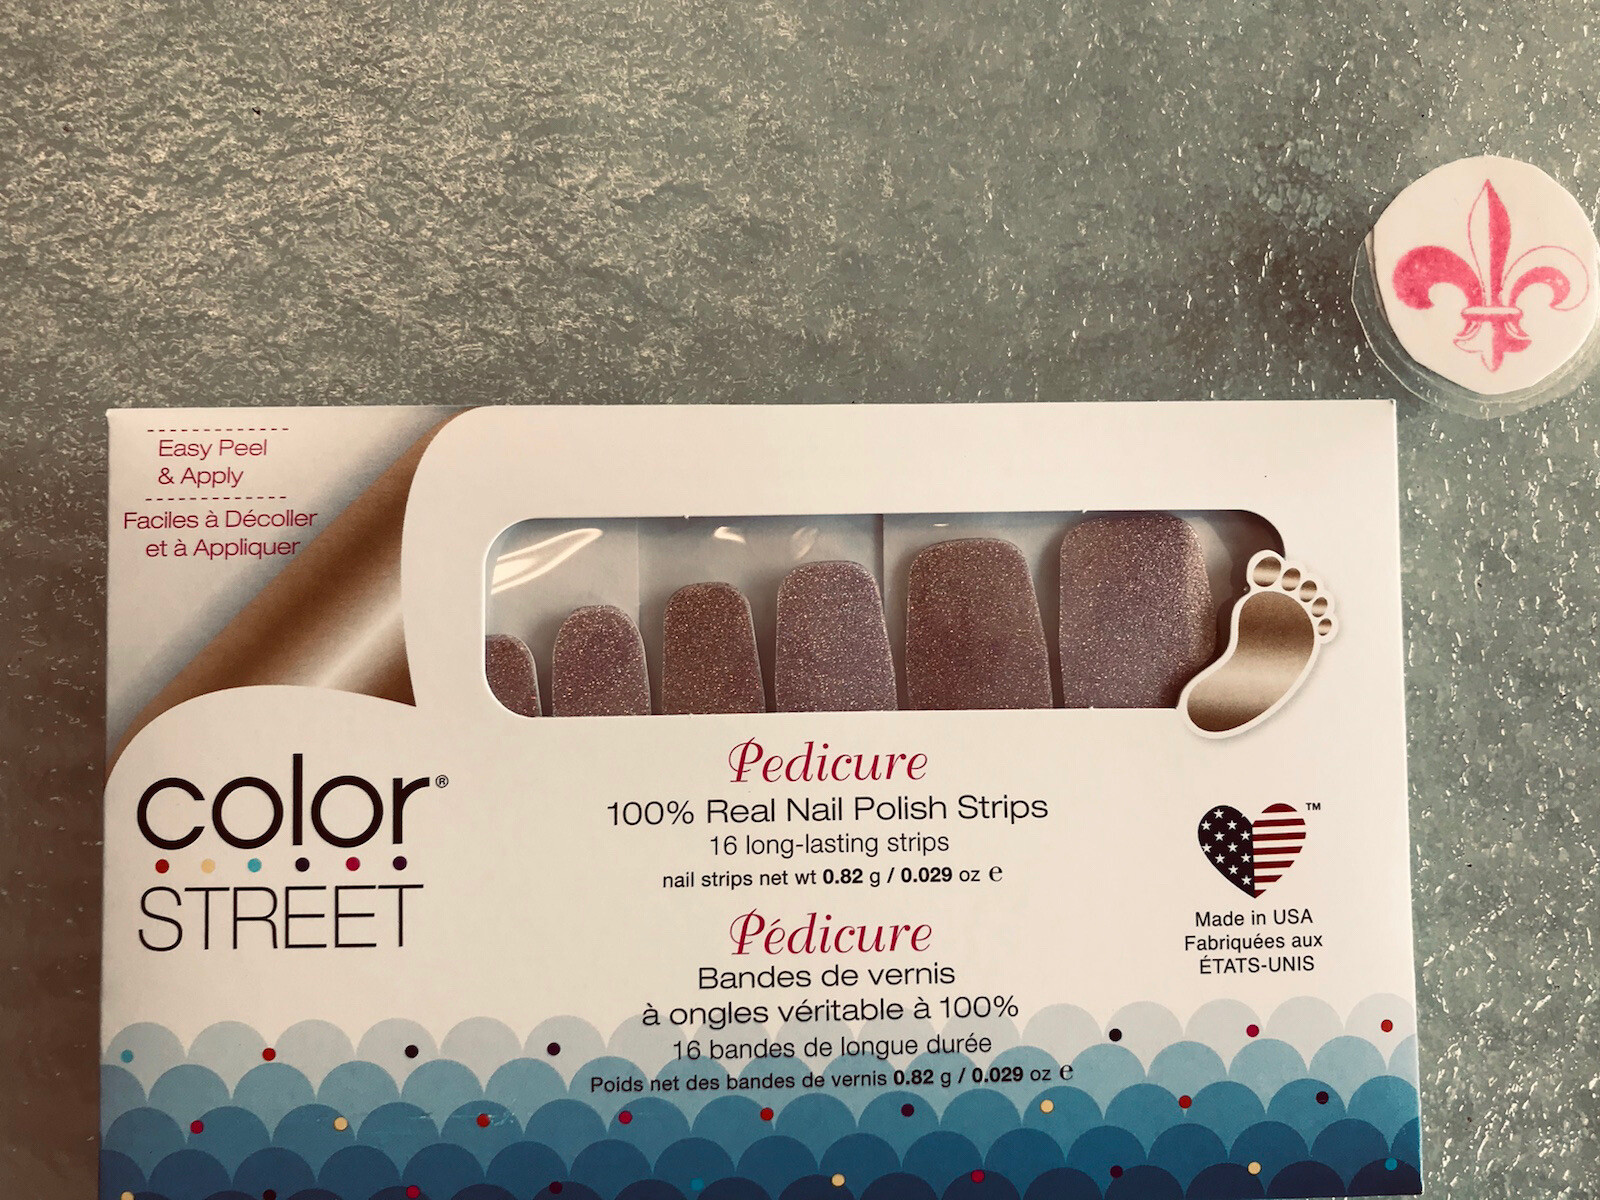 Easy Peel
& Apply
Faciles à Décoller
et à Appliquer
color®
STREET
Pedicure
100% Real Nail Polish Strips
16 long-lasting strips
nail strips net wt 0.82 g / 0.029 oz ℮
Pédicure
Bandes de vernis
à ongles véritable à 100%
16 bandes de longue durée
Poids net des bandes de vernis 0.82 g / 0.029 oz ℮
™
Made in USA
Fabriquées aux
ÉTATS-UNIS